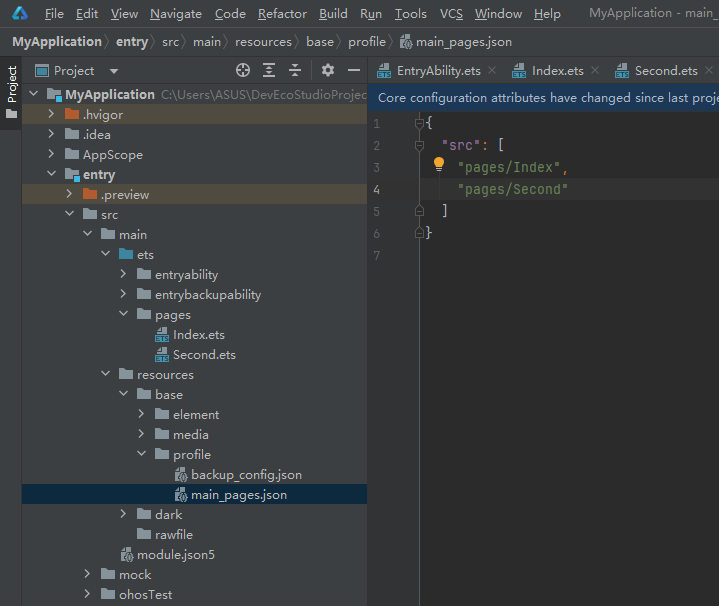 File Edit View Navigate Code Refactor Build Run Tools VCS Window Help MyApplication - main_
MyApplication entry src main resources base profile main_pages.json
Project
Project
EntryAbility.ets Index.ets Second.ets
MyApplication C:\Users\ASUS\DevEcoStudioProjec
Core configuration attributes have changed since last proje
.hvigor
.idea
AppScope
entry
.preview
src
main
ets
entryability
entrybackupability
pages
Index.ets
Second.ets
resources
base
element
media
profile
backup_config.json
main_pages.json
dark
rawfile
module.json5
mock
ohosTest
1 {
2 "src": [
3 "pages/Index",
4 "pages/Second"
5 ]
6 }
7